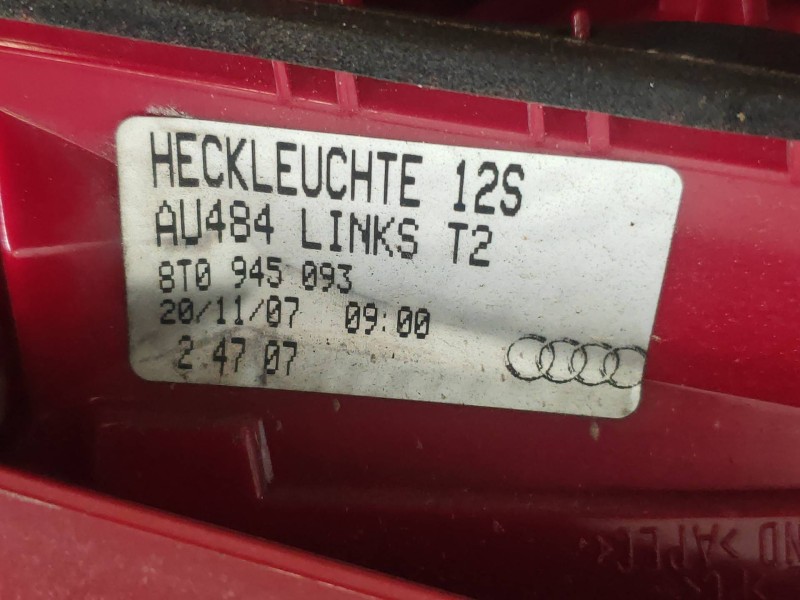 HECKLEUCHTE 12S
AU484 LINKS T2
8T0 945 093
20/11/07 09:00
2 47 07